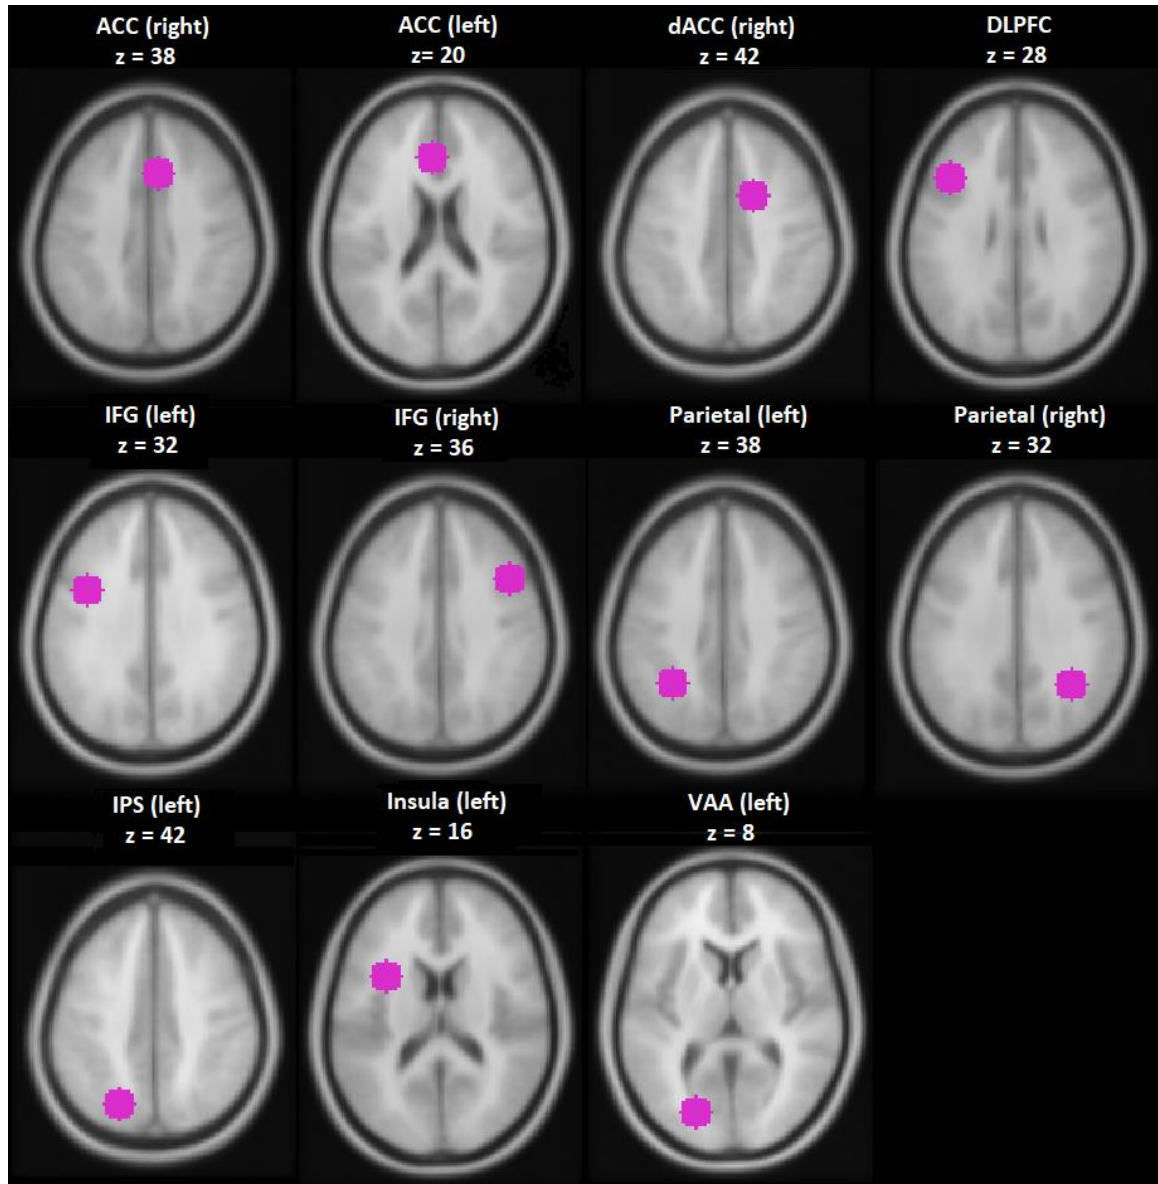 ACC (right)
z = 38
ACC (left)
z= 20
dACC (right)
z = 42
DLPFC
z = 28
IFG (left)
z = 32
IFG (right)
z = 36
Parietal (left)
z = 38
Parietal (right)
z = 32
IPS (left)
z = 42
Insula (left)
z = 16
VAA (left)
z = 8